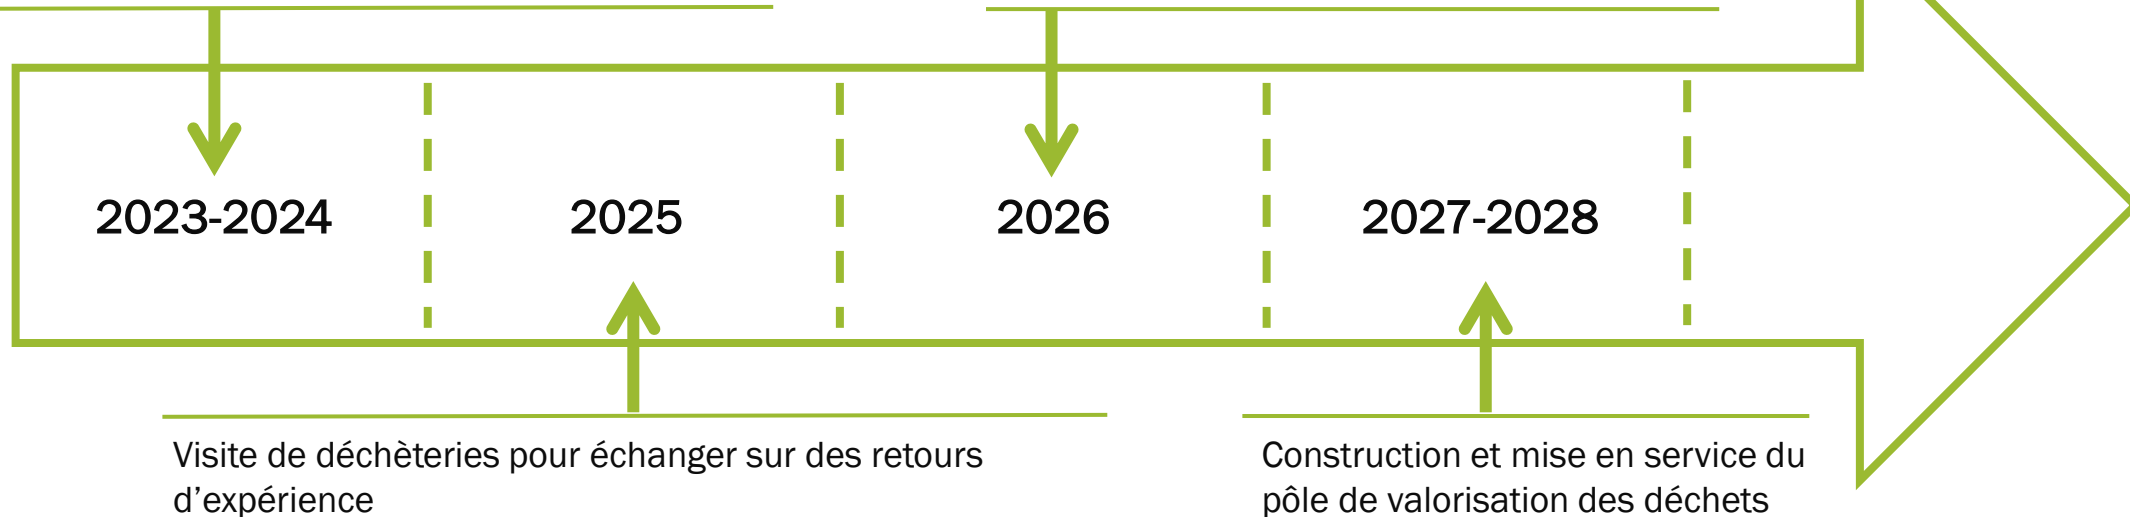 2023-2024
2025
2026
2027-2028
Visite de déchèteries pour échanger sur des retours
d’expérience
Construction et mise en service du
pôle de valorisation des déchets